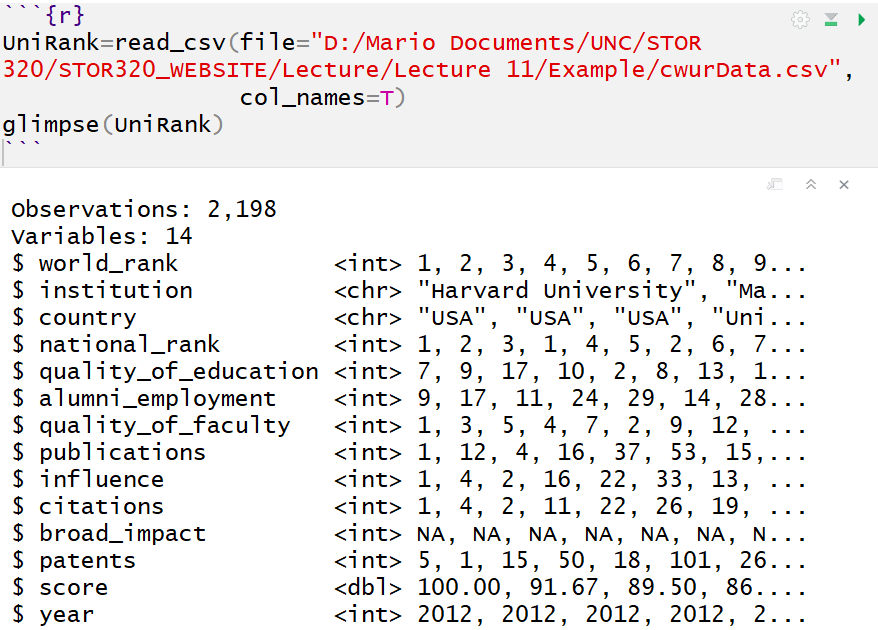 ```{r}
UniRank=read_csv(file="D:/Mario Documents/UNC/STOR
320/STOR320_WEBSITE/Lecture/Lecture 11/Example/cwurData.csv",
col_names=T)
glimpse(UniRank)
```
Observations: 2,198
Variables: 14
$ world_rank <int> 1, 2, 3, 4, 5, 6, 7, 8, 9...
$ institution <chr> "Harvard University", "Ma...
$ country <chr> "USA", "USA", "USA", "Uni...
$ national_rank <int> 1, 2, 3, 1, 4, 5, 2, 6, 7...
$ quality_of_education <int> 7, 9, 17, 10, 2, 8, 13, 1...
$ alumni_employment <int> 9, 17, 11, 24, 29, 14, 28...
$ quality_of_faculty <int> 1, 3, 5, 4, 7, 2, 9, 12, ...
$ publications <int> 1, 12, 4, 16, 37, 53, 15,...
$ influence <int> 1, 4, 2, 16, 22, 33, 13, ...
$ citations <int> 1, 4, 2, 11, 22, 26, 19, ...
$ broad_impact <int> NA, NA, NA, NA, NA, NA, N...
$ patents <int> 5, 1, 15, 50, 18, 101, 26...
$ score <dbl> 100.00, 91.67, 89.50, 86....
$ year <int> 2012, 2012, 2012, 2012, 2...